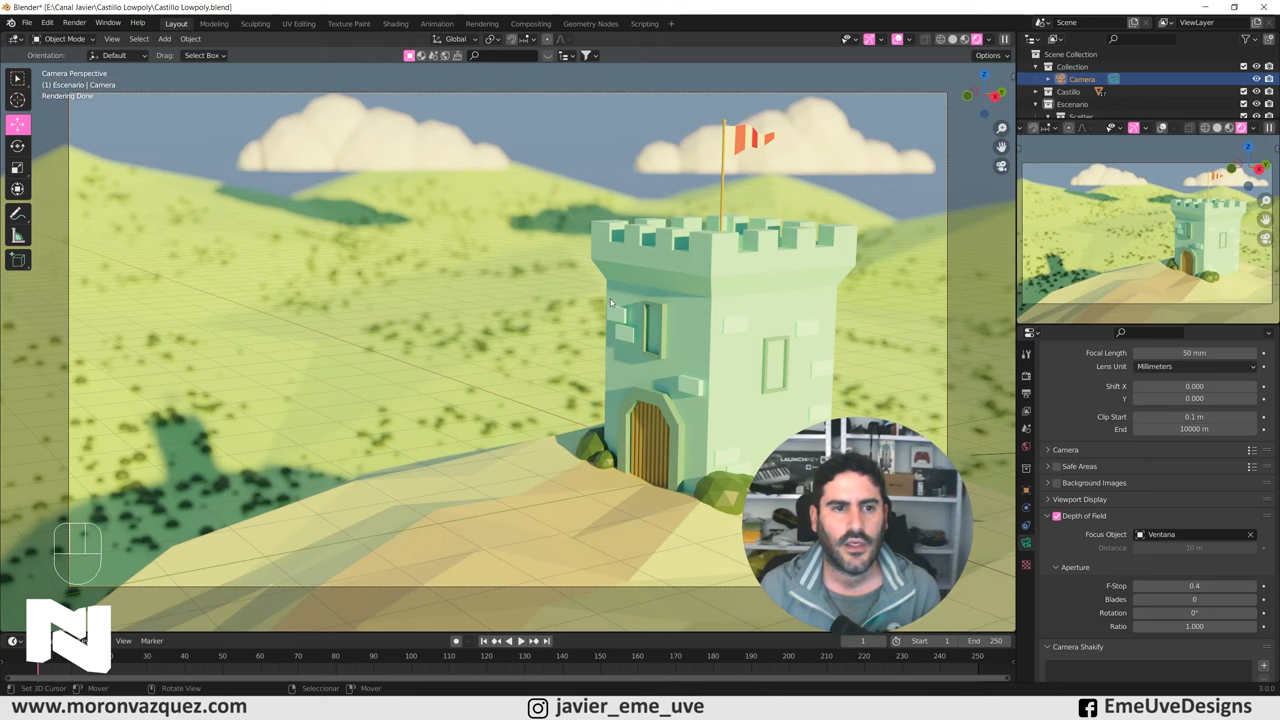 Blender* [E:\Canal Javier\Castillo Lowpoly\Castillo Lowpoly.blend]
File Edit Render Window Help Layout Modeling Sculpting UV Editing Texture Paint Shading Animation Rendering Compositing Geometry Nodes Scripting + Scene ViewLayer
Object Mode View Select Add Object Global
Orientation: Default Drag: Select Box Options
Camera Perspective
(1) Escenario | Camera
Rendering Done
Scene Collection
Collection
Camera
Castillo
Escenario
Scatter
Focal Length 50 mm
Lens Unit Millimeters
Shift X 0.000
Y 0.000
Clip Start 0.1 m
End 10000 m
Camera
Safe Areas
Background Images
Viewport Display
Depth of Field
Focus Object Ventana
Distance 10 m
Aperture
F-Stop 0.4
Blades 0
Rotation 0°
Ratio 1.000
Camera Shakify
LAUNCHKEY
N
View Marker 1 Start 1 End 250
30 40 50 60 70 80 90 100 110 120 130 140 150 160 170 180 190 200 210 220 230 240 250
Set 3D Cursor Mover Rotate View Seleccionar Mover 3.0.0
www.moronvazquez.com javier_eme_uve EmeUveDesigns